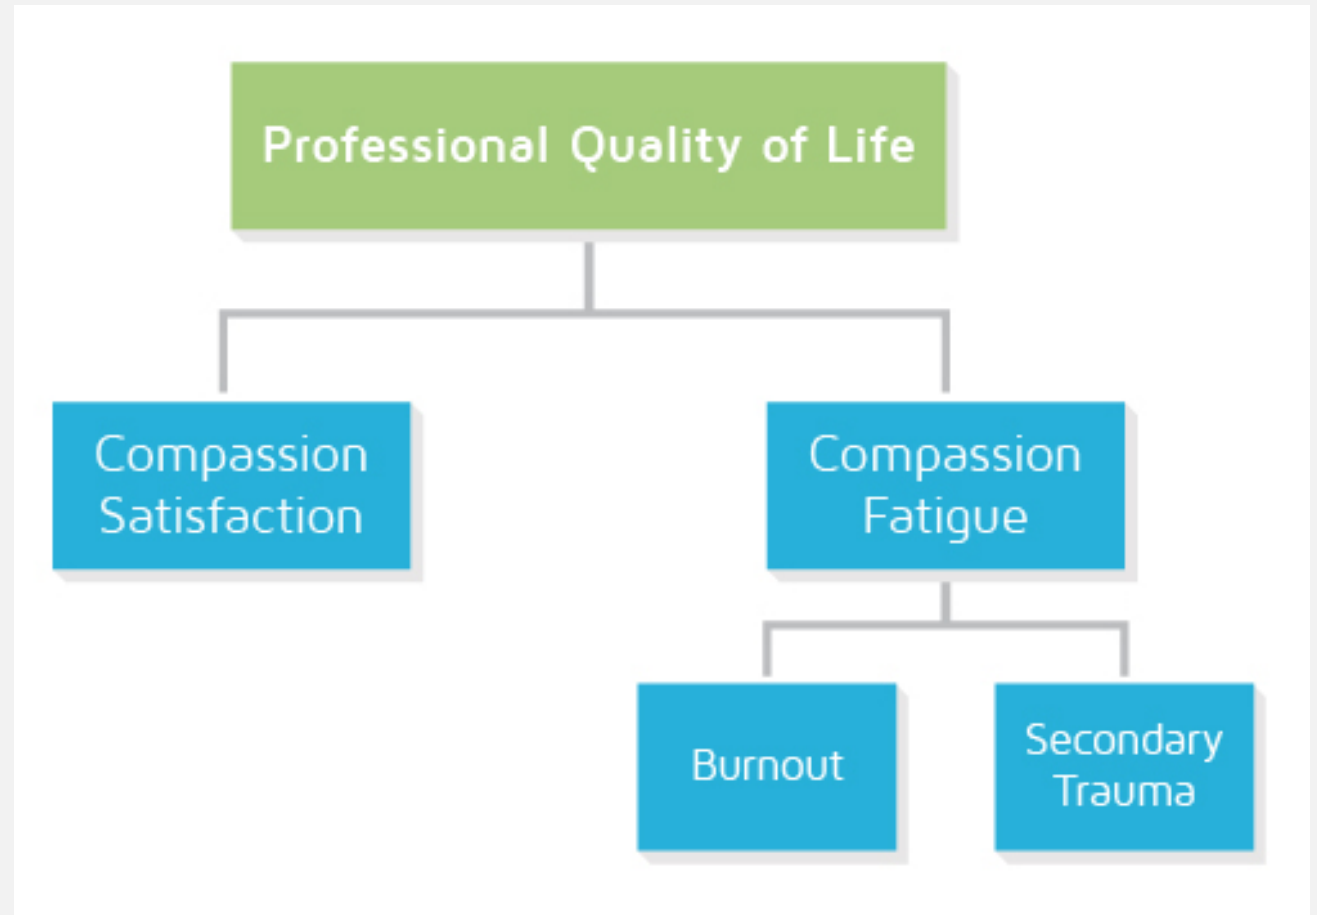 Professional Quality of Life
Compassion
Satisfaction
Compassion
Fatigue
Burnout
Secondary
Trauma